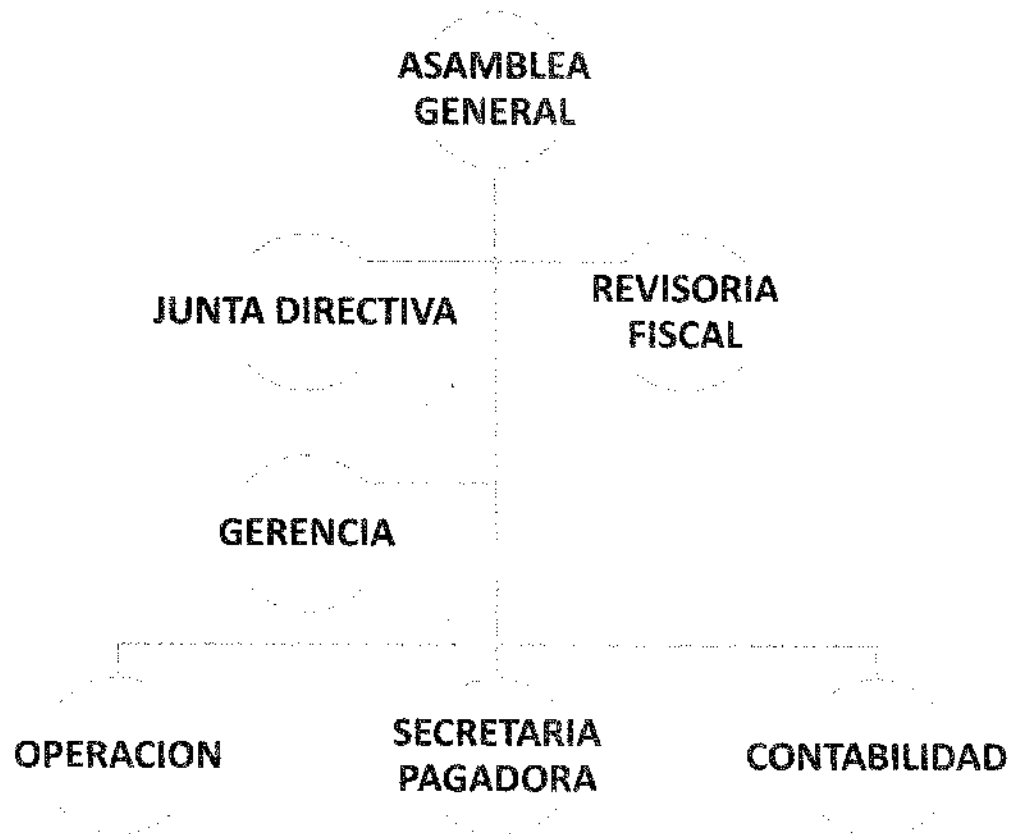 ASAMBLEA
GENERAL
JUNTA DIRECTIVA
REVISORIA
FISCAL
GERENCIA
OPERACION
SECRETARIA
PAGADORA
CONTABILIDAD